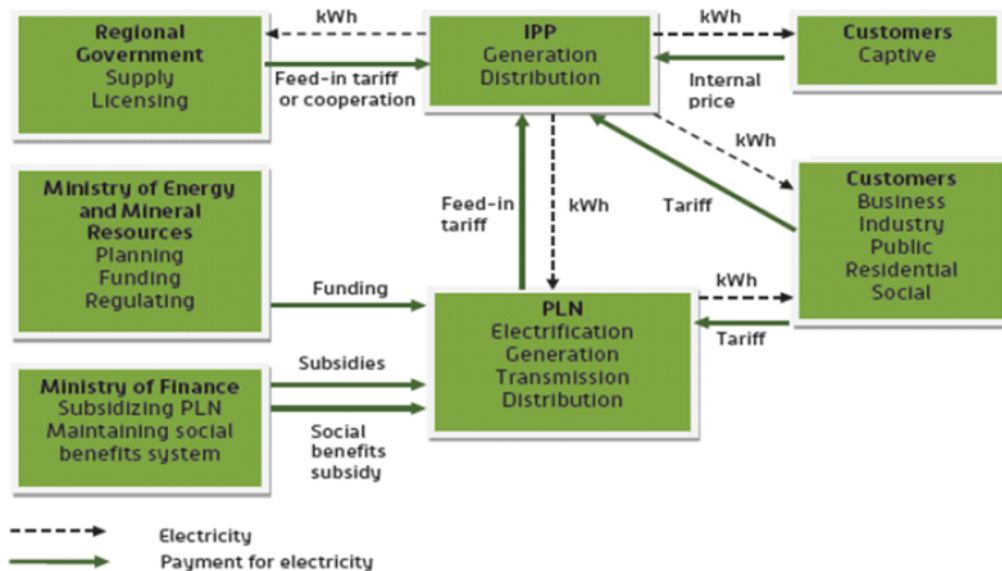 Regional
Government
Supply
Licensing
kWh
Feed-in tariff
or cooperation
IPP
Generation
Distribution
kWh
Internal
price
Customers
Captive
Ministry of Energy
and Mineral
Resources
Planning
Funding
Regulating
Feed-in
tariff
kWh
Tariff
kWh
Customers
Business
Industry
Public
Residential
Social
Funding
PLN
Electrification
Generation
Transmission
Distribution
kWh
Tariff
Ministry of Finance
Subsidizing PLN
Maintaining social
benefits system
Subsidies
Social
benefits
subsidy
Electricity
Payment for electricity